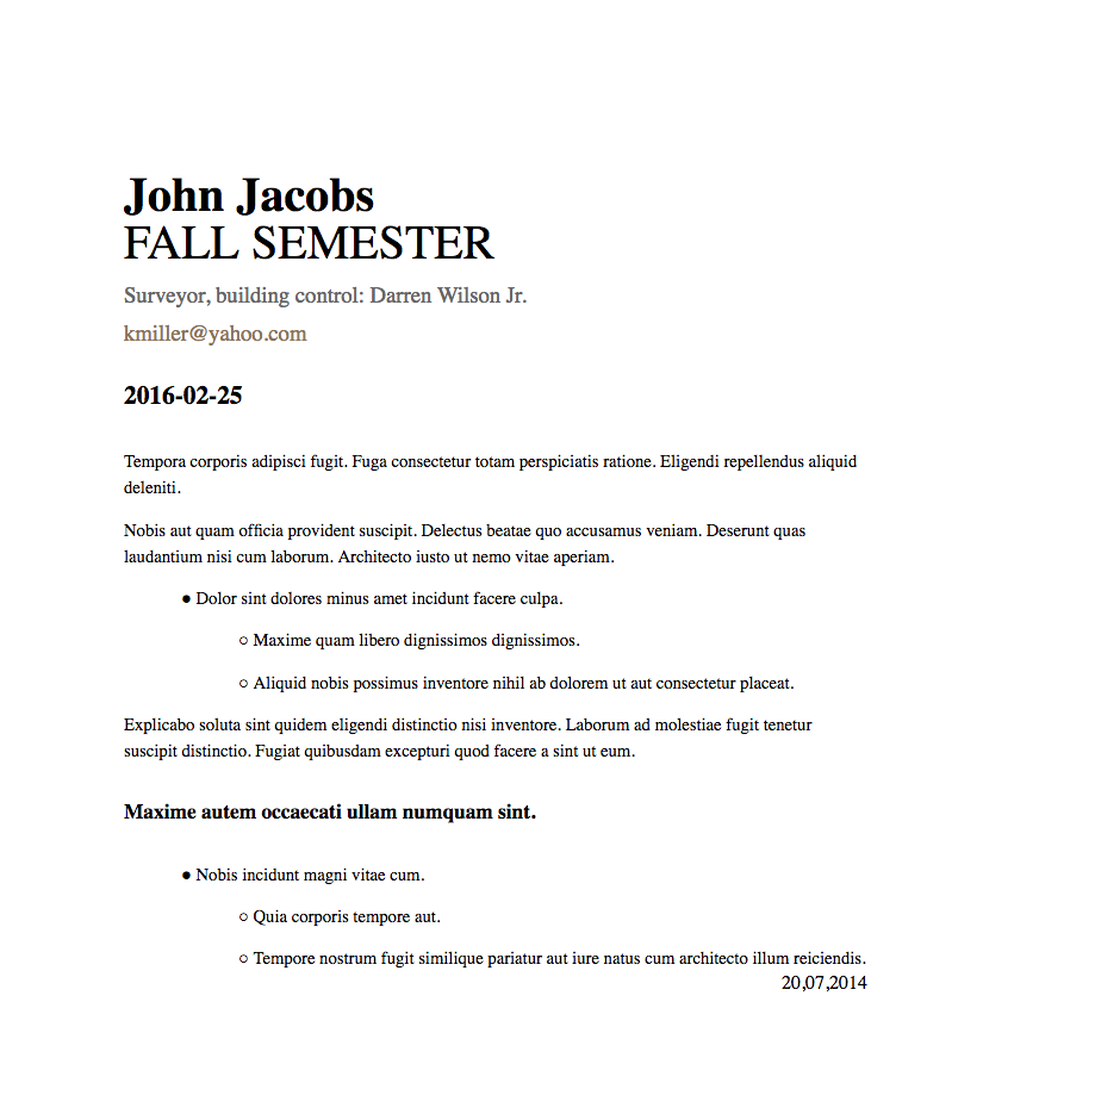 John Jacobs
FALL SEMESTER
Surveyor, building control: Darren Wilson Jr.
kmiller@yahoo.com
2016-02-25
Tempora corporis adipisci fugit. Fuga consectetur totam perspiciatis ratione. Eligendi repellendus aliquid
deleniti.
Nobis aut quam officia provident suscipit. Delectus beatae quo accusamus veniam. Deserunt quas
laudantium nisi cum laborum. Architecto iusto ut nemo vitae aperiam.
● Dolor sint dolores minus amet incidunt facere culpa.
○ Maxime quam libero dignissimos dignissimos.
○ Aliquid nobis possimus inventore nihil ab dolorem ut aut consectetur placeat.
Explicabo soluta sint quidem eligendi distinctio nisi inventore. Laborum ad molestiae fugit tenetur
suscipit distinctio. Fugiat quibusdam excepturi quod facere a sint ut eum.
Maxime autem occaecati ullam numquam sint.
● Nobis incidunt magni vitae cum.
○ Quia corporis tempore aut.
○ Tempore nostrum fugit similique pariatur aut iure natus cum architecto illum reiciendis.
20,07,2014